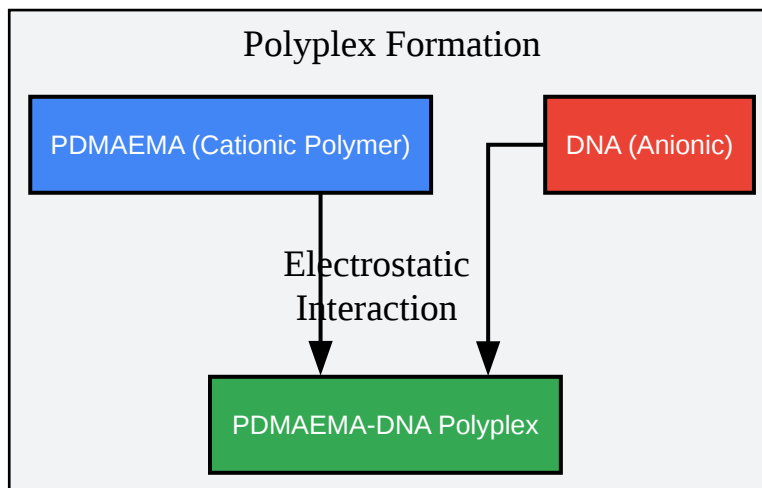 Polyplex Formation
PDMAEMA (Cationic Polymer)
DNA (Anionic)
Electrostatic
Interaction
PDMAEMA-DNA Polyplex